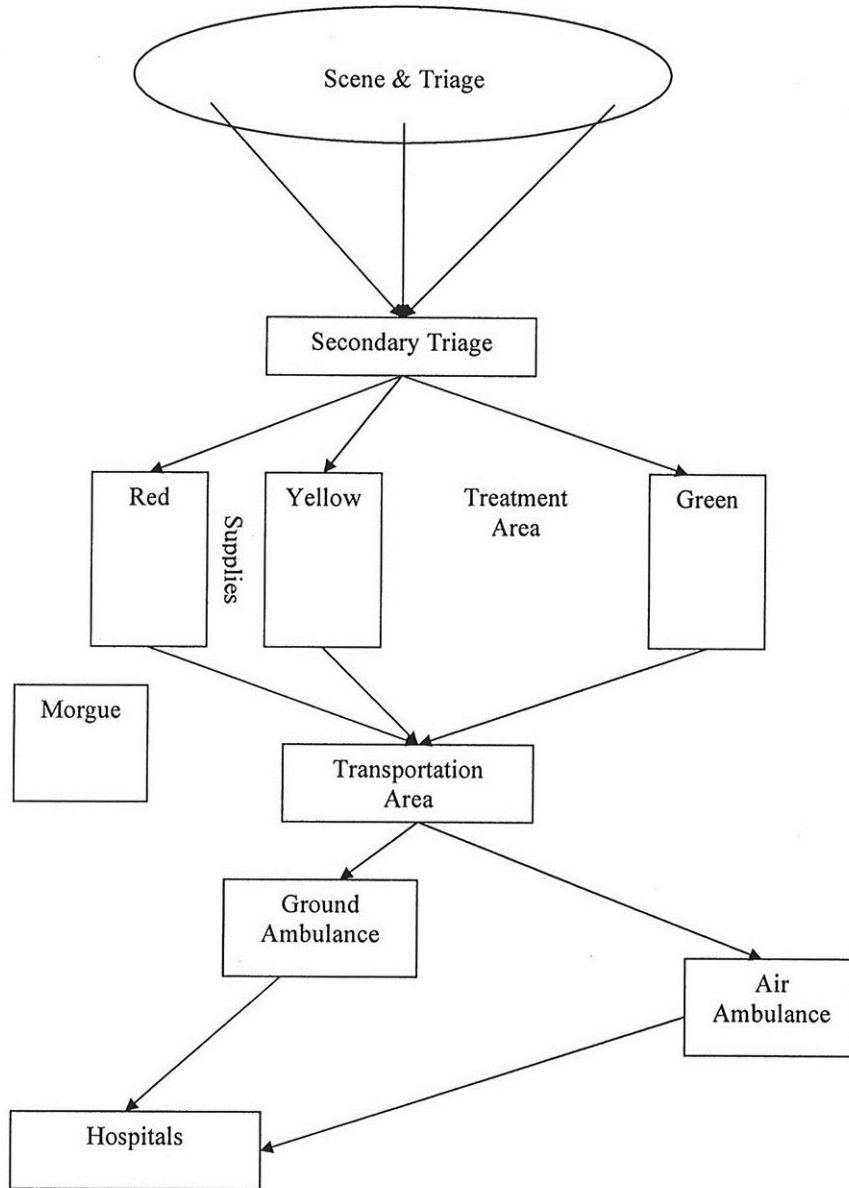 Scene & Triage
Secondary Triage
Red
Supplies
Yellow
Treatment
Area
Green
Morgue
Transportation
Area
Ground
Ambulance
Air
Ambulance
Hospitals